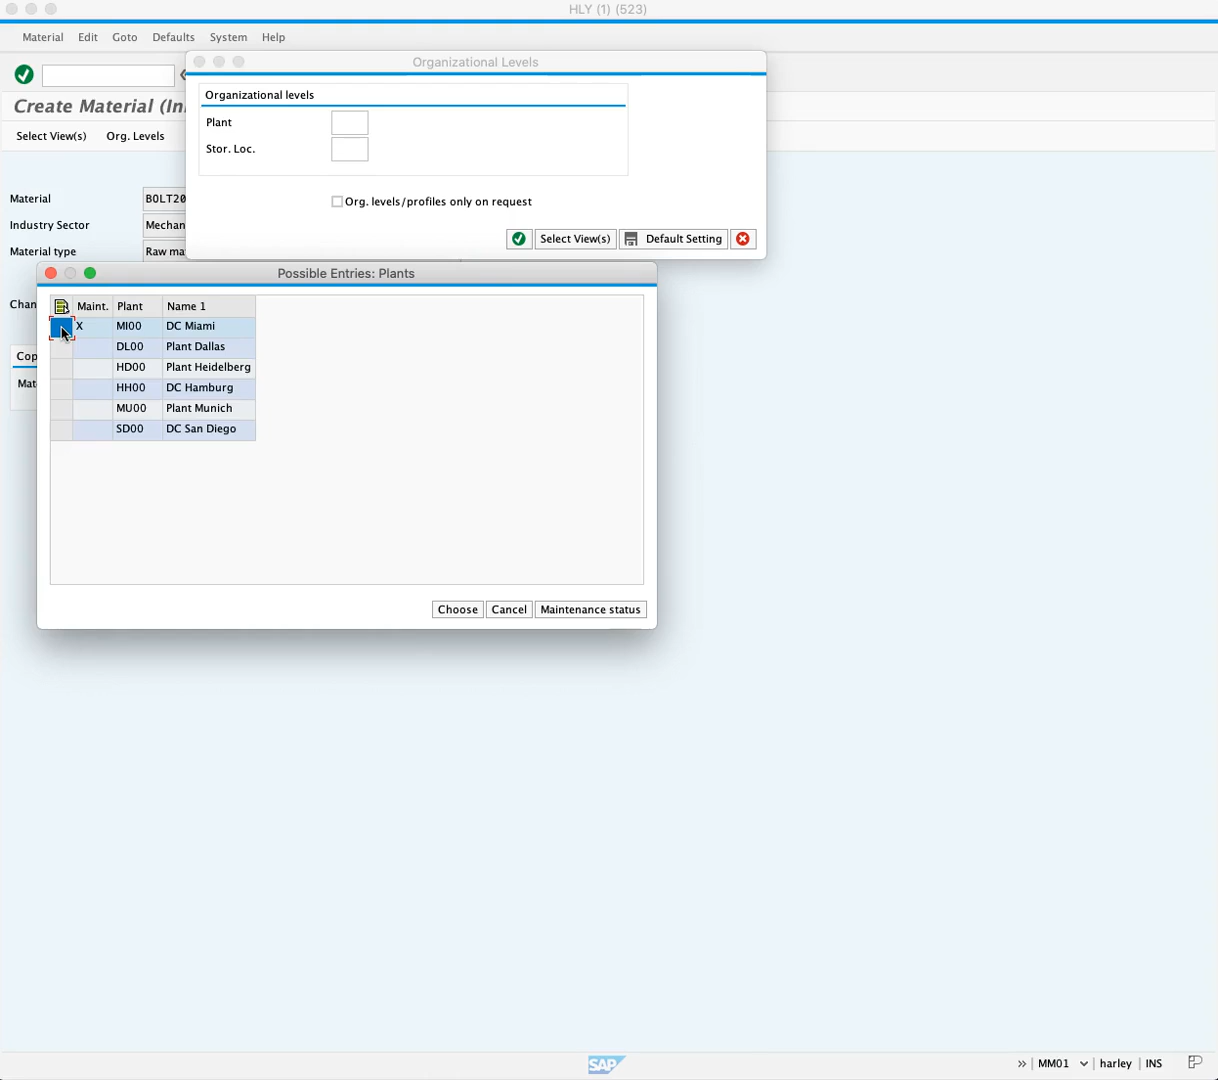 HLY (1) (523)
Material Edit Goto Defaults System Help
Organizational Levels
Create Material (In
Organizational levels
Select View(s) Org. Levels
Plant
Stor. Loc.
Material BOLT20
Org. levels/profiles only on request
Industry Sector Mechan
Select View(s) Default Setting
Material type Raw ma
Possible Entries: Plants
Chan
Maint. Plant Name 1
X MI00 DC Miami
DL00 Plant Dallas
Cop
HD00 Plant Heidelberg
Mat
HH00 DC Hamburg
MU00 Plant Munich
SD00 DC San Diego
Choose Cancel Maintenance status
SAP
» MM01 harley INS